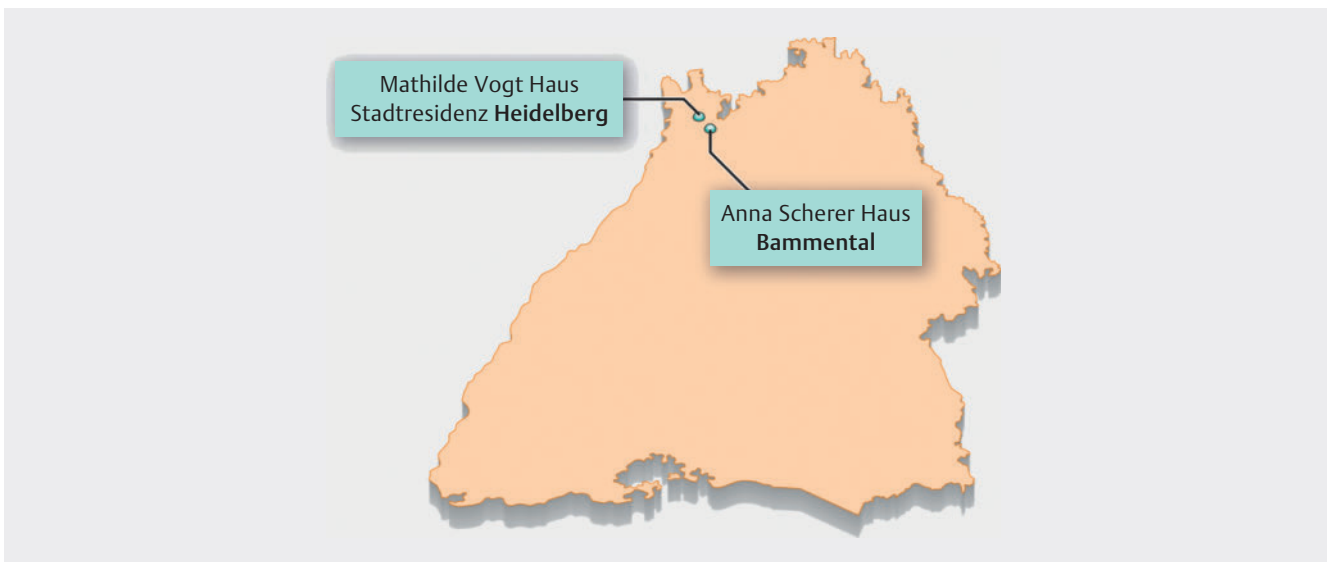 Mathilde Vogt Haus
Stadtresidenz Heidelberg
Anna Scherer Haus
Bammental